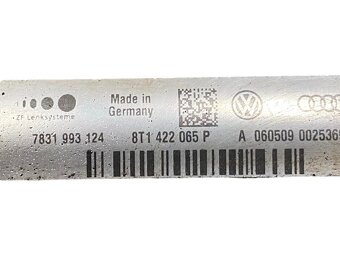 ZF Lenksysteme
Made in
Germany
7831 993 124 8T1 422 065 P A 060509 0025365